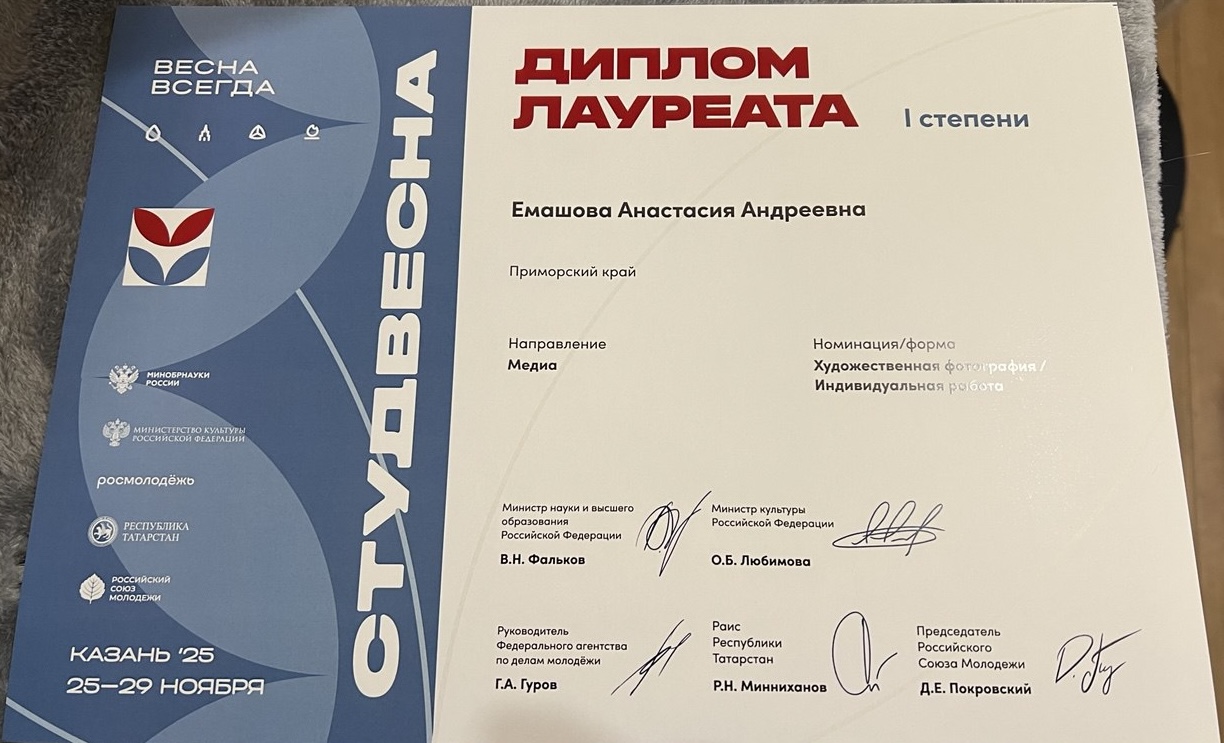 ВЕСНА
ВСЕГДА
СТУДВЕСНА
МИНОБРНАУКИ
РОССИИ
МИНИСТЕРСТВО КУЛЬТУРЫ
РОССИЙСКОЙ ФЕДЕРАЦИИ
росмолодёжь
РЕСПУБЛИКА
ТАТАРСТАН
РОССИЙСКИЙ
СОЮЗ
МОЛОДЕЖИ
КАЗАНЬ '25
25–29 НОЯБРЯ
ДИПЛОМ
ЛАУРЕАТА I степени
Емашова Анастасия Андреевна
Приморский край
Направление
Медиа
Номинация/форма
Художественная фотография /
Индивидуальная работа
Министр науки и высшего
образования
Российской Федерации
В.Н. Фальков
Министр культуры
Российской Федерации
О.Б. Любимова
Руководитель
Федерального агентства
по делам молодёжи
Г.А. Гуров
Раис
Республики
Татарстан
Р.Н. Минниханов
Председатель
Российского
Союза Молодежи
Д.Е. Покровский